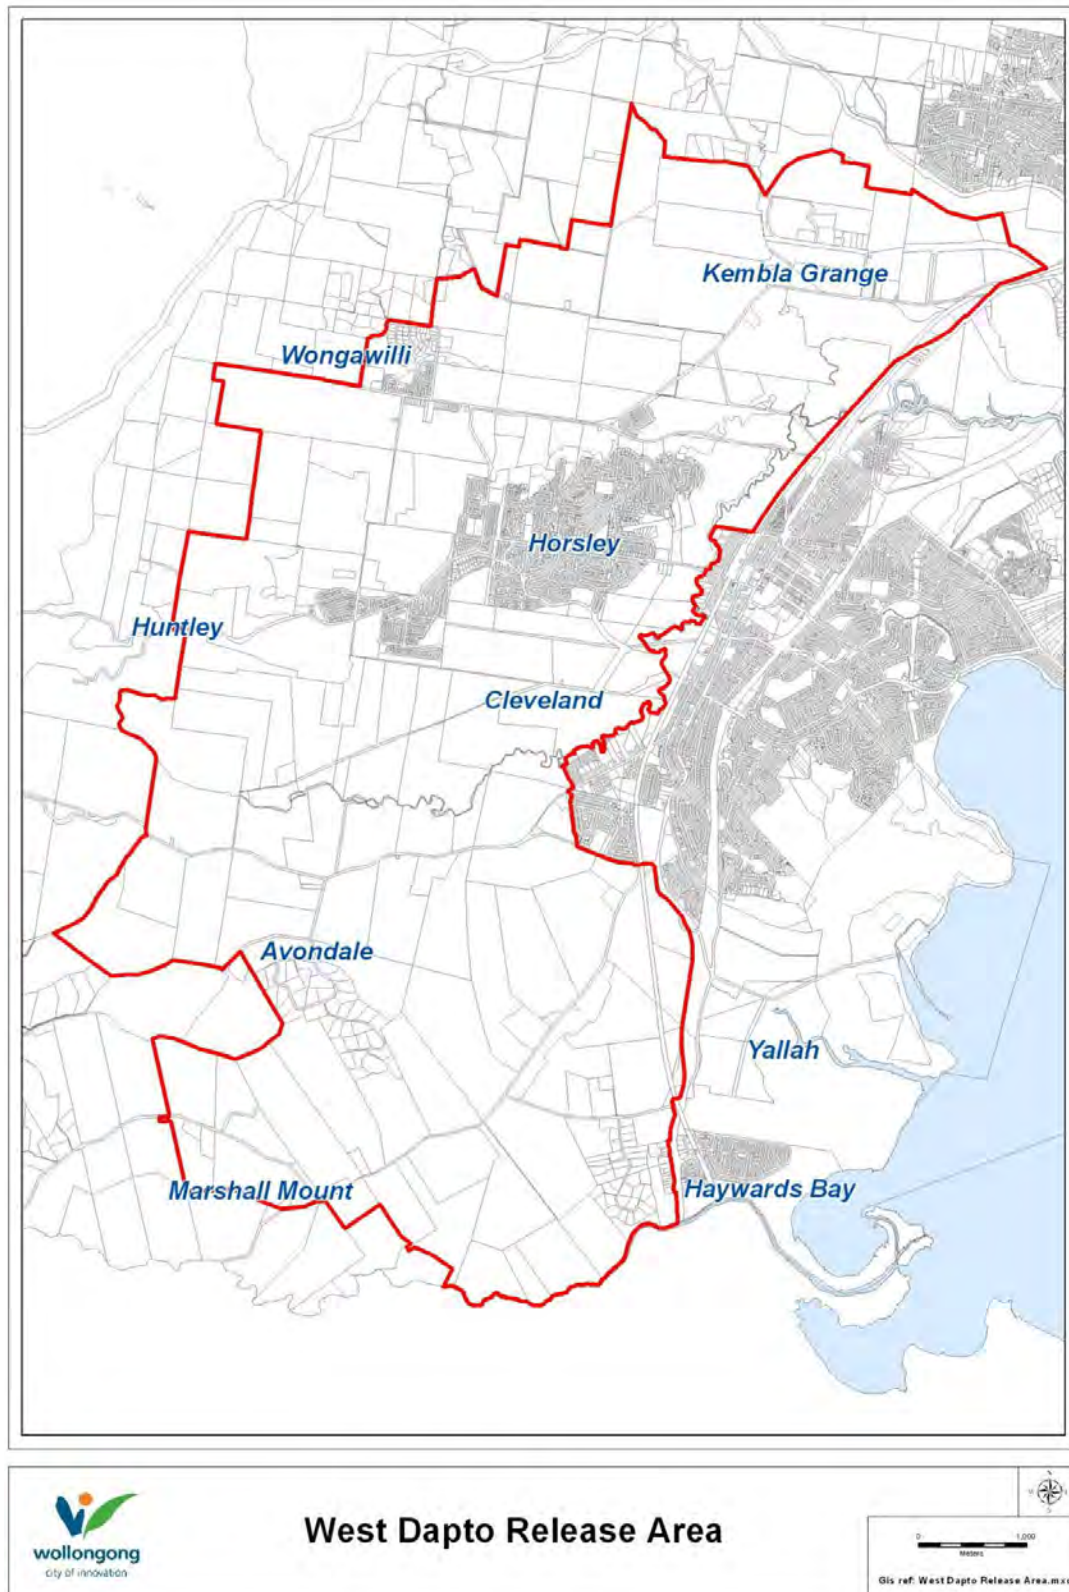 Kembla Grange
Wongawilli
Horsley
Huntley
Cleveland
Avondale
Yallah
Marshall Mount
Haywards Bay
wollongong
city of innovation
West Dapto Release Area
N
S
0 1,000
Meters
Gis ref: West Dapto Release Area.mx